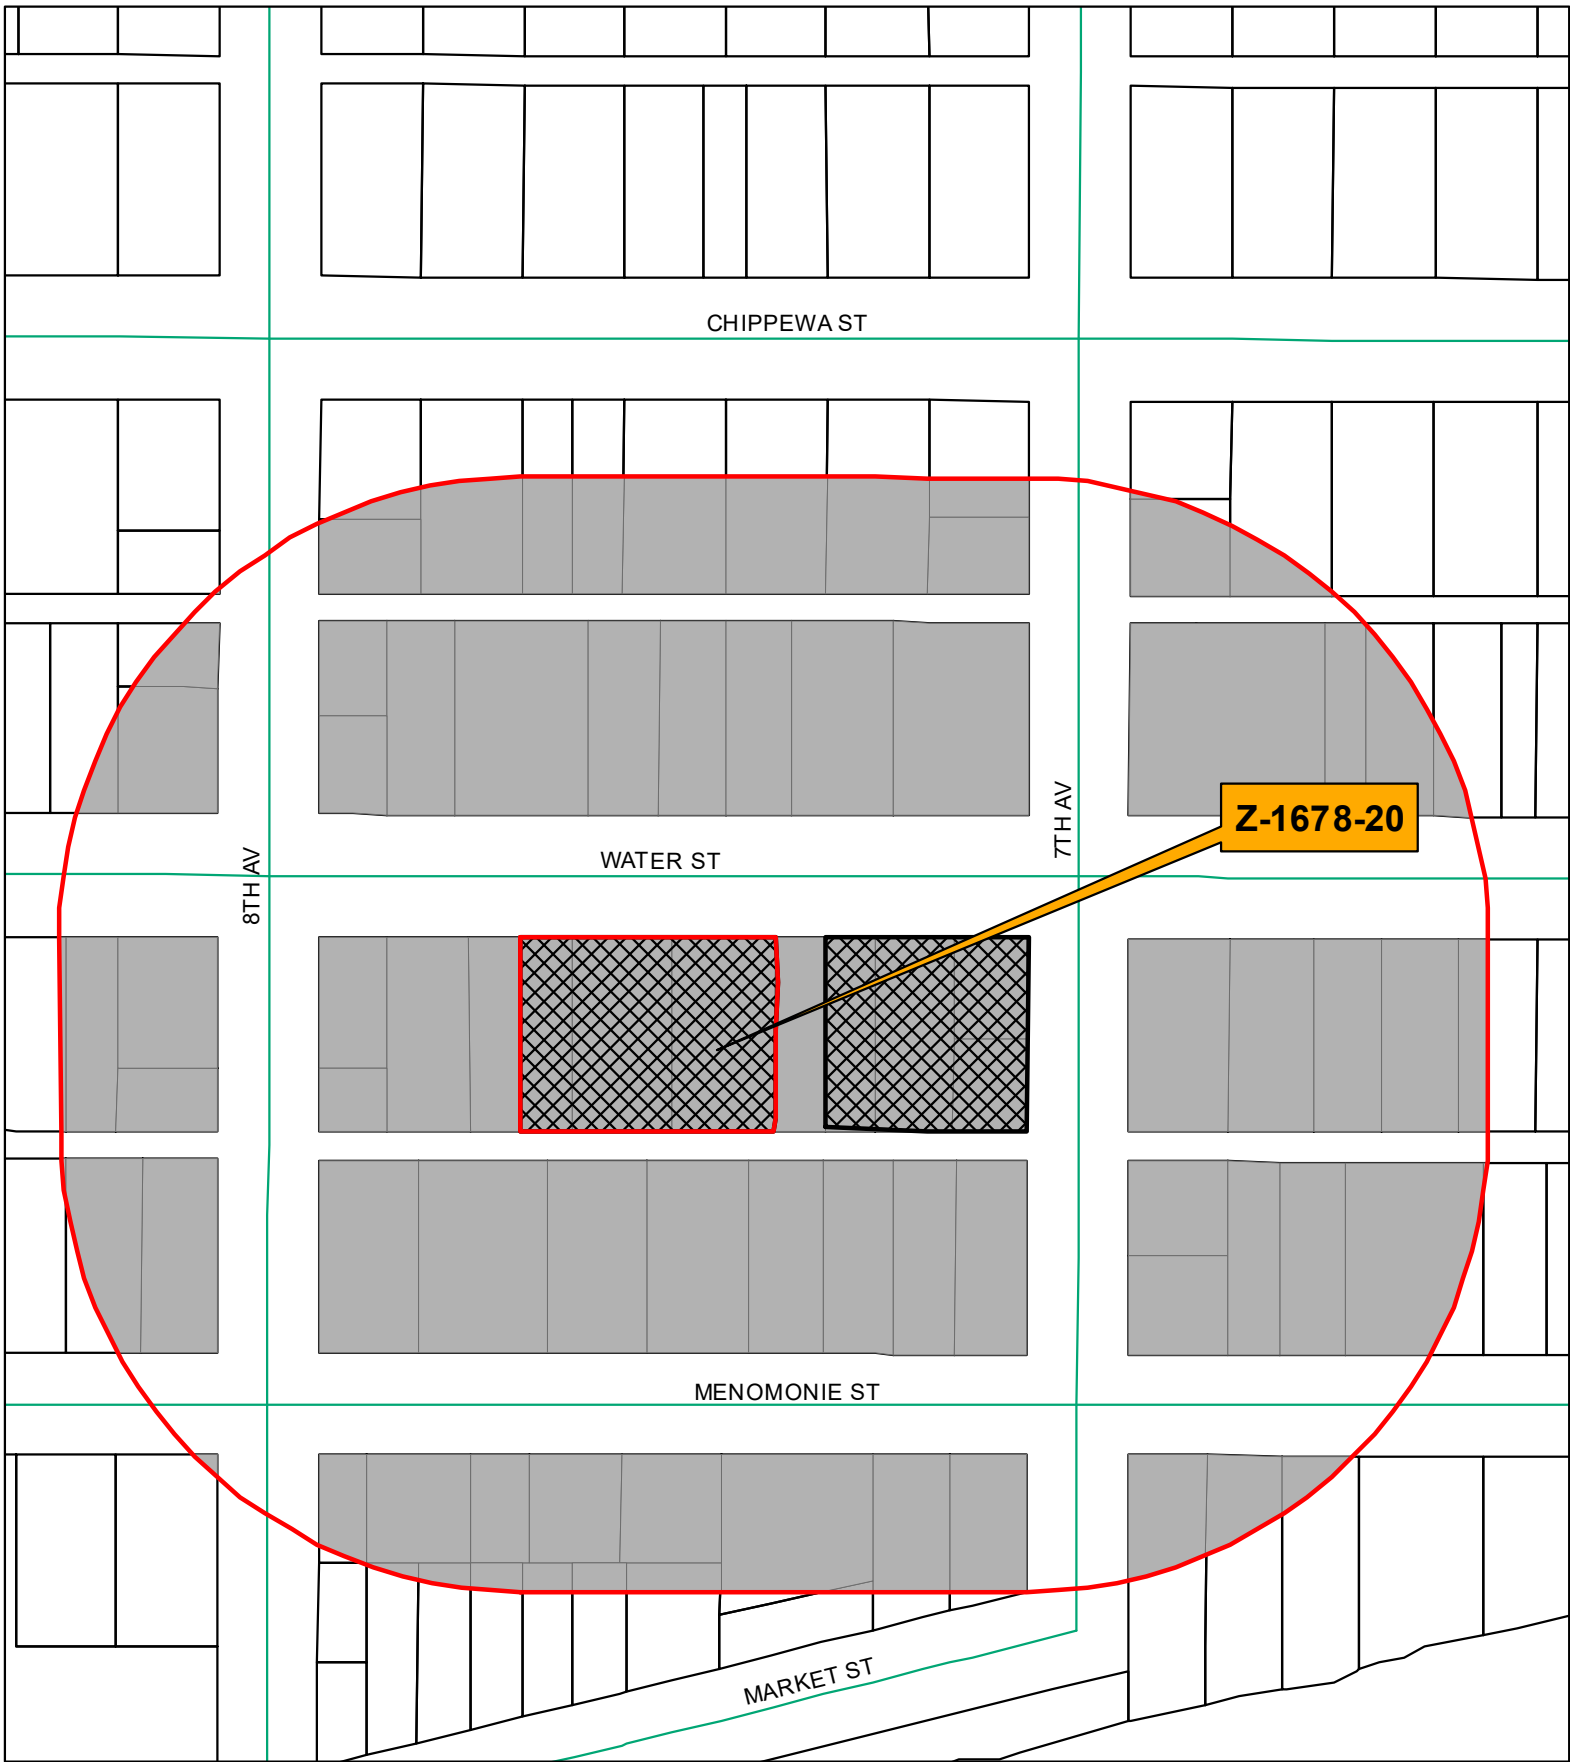 CHIPPEWA ST
7TH AV
Z-1678-20
8TH AV
WATER ST
MENOMONIE ST
MARKET ST